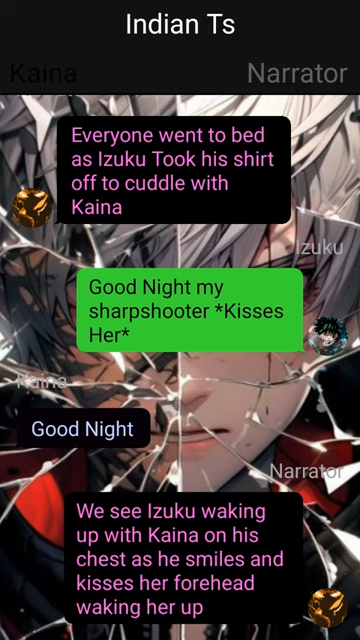 Indian Ts
Kaina
Narrator
Everyone went to bed
as Izuku Took his shirt
off to cuddle with
Kaina
Izuku
Good Night my
sharpshooter *Kisses
Her*
Kaina
Good Night
Narrator
We see Izuku waking
up with Kaina on his
chest as he smiles and
kisses her forehead
waking her up